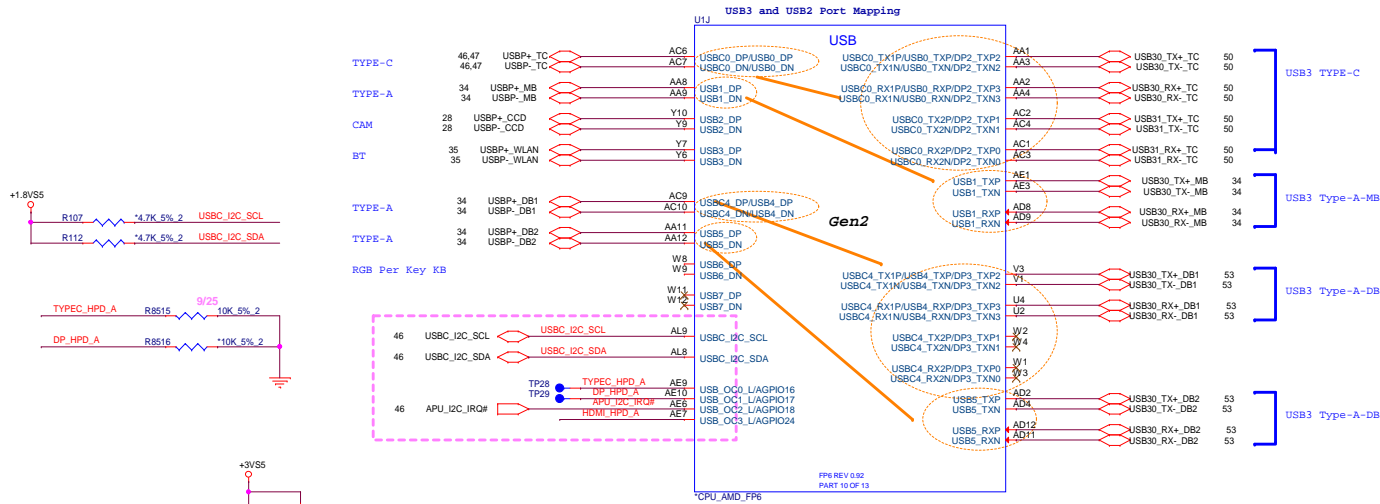 USB3 and USB2 Port Mapping
U1J
USB
TYPE-C
46,47 USBP+_TC AC6 USBC0_DP/USB0_DP
46,47 USBP-_TC AC7 USBC0_DN/USB0_DN
TYPE-A
34 USBP+_MB AA8 USB1_DP
34 USBP-_MB AA9 USB1_DN
CAM
28 USBP+_CCD Y10 USB2_DP
28 USBP-_CCD Y9 USB2_DN
BT
35 USBP+_WLAN Y7 USB3_DP
35 USBP-_WLAN Y6 USB3_DN
TYPE-A
34 USBP+_DB1 AC9 USBC4_DP/USB4_DP
34 USBP-_DB1 AC10 USBC4_DN/USB4_DN
TYPE-A
34 USBP+_DB2 AA11 USB5_DP
34 USBP-_DB2 AA12 USB5_DN
RGB Per Key KB
W8 USB6_DP
W9 USB6_DN
W11 USB7_DP
W12 USB7_DN
46 USBC_I2C_SCL USBC_I2C_SCL AL9 USBC_I2C_SCL
46 USBC_I2C_SDA USBC_I2C_SDA AL8 USBC_I2C_SDA
TP28 TYPEC_HPD_A AE9 USB_OC0_L/AGPIO16
TP29 DP_HPD_A AE10 USB_OC1_L/AGPIO17
46 APU_I2C_IRQ# APU_I2C_IRQ# AE6 USB_OC2_L/AGPIO18
HDMI_HPD_A AE7 USB_OC3_L/AGPIO24
USBC0_TX1P/USB0_TXP/DP2_TXP2 AA1 USB30_TX+_TC 50
USBC0_TX1N/USB0_TXN/DP2_TXN2 AA3 USB30_TX-_TC 50
USBC0_RX1P/USB0_RXP/DP2_TXP3 AA2 USB30_RX+_TC 50
USBC0_RX1N/USB0_RXN/DP2_TXN3 AA4 USB30_RX-_TC 50
USBC0_TX2P/DP2_TXP1 AC2 USB31_TX+_TC 50
USBC0_TX2N/DP2_TXN1 AC4 USB31_TX-_TC 50
USBC0_RX2P/DP2_TXP0 AC1 USB31_RX+_TC 50
USBC0_RX2N/DP2_TXN0 AC3 USB31_RX-_TC 50
USB3 TYPE-C
USB1_TXP AE1 USB30_TX+_MB 34
USB1_TXN AE3 USB30_TX-_MB 34
USB1_RXP AD8 USB30_RX+_MB 34
USB1_RXN AD9 USB30_RX-_MB 34
USB3 Type-A-MB
Gen2
USBC4_TX1P/USB4_TXP/DP3_TXP2 V3 USB30_TX+_DB1 53
USBC4_TX1N/USB4_TXN/DP3_TXN2 V1 USB30_TX-_DB1 53
USBC4_RX1P/USB4_RXP/DP3_TXP3 U4 USB30_RX+_DB1 53
USBC4_RX1N/USB4_RXN/DP3_TXN3 U2 USB30_RX-_DB1 53
USB3 Type-A-DB
USBC4_TX2P/DP3_TXP1 W2
USBC4_TX2N/DP3_TXN1 W4
USBC4_RX2P/DP3_TXP0 W1
USBC4_RX2N/DP3_TXN0 W3
USB5_TXP AD2 USB30_TX+_DB2 53
USB5_TXN AD4 USB30_TX-_DB2 53
USB5_RXP AD12 USB30_RX+_DB2 53
USB5_RXN AD11 USB30_RX-_DB2 53
USB3 Type-A-DB
FP6 REV 0.92
PART 10 OF 13
*CPU_AMD_FP6
+1.8VS5
R107 *4.7K_5%_2 USBC_I2C_SCL
R112 *4.7K_5%_2 USBC_I2C_SDA
9/25
TYPEC_HPD_A R8515 10K_5%_2
DP_HPD_A R8516 *10K_5%_2
+3VS5